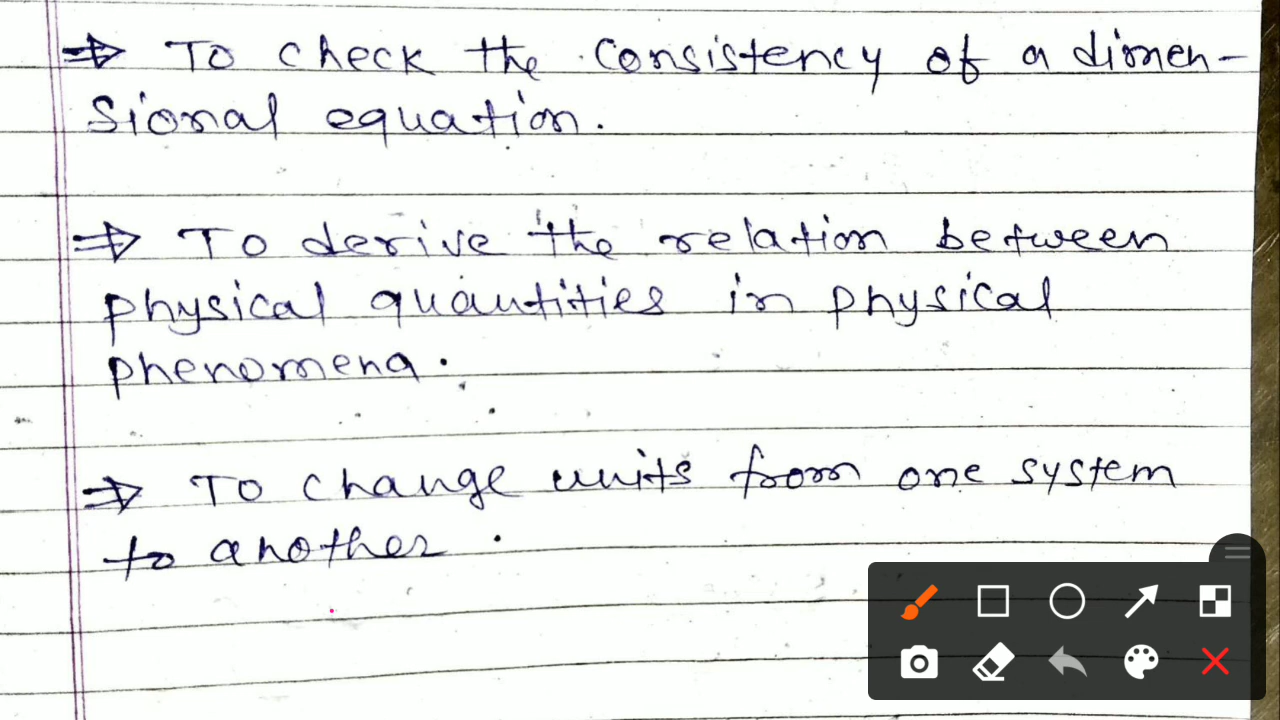 ⇒ To check the consistency of a dimen-
sional equation.
⇒ To derive the relation between
physical quantities in physical
phenomena.
⇒ To change units from one system
to another.